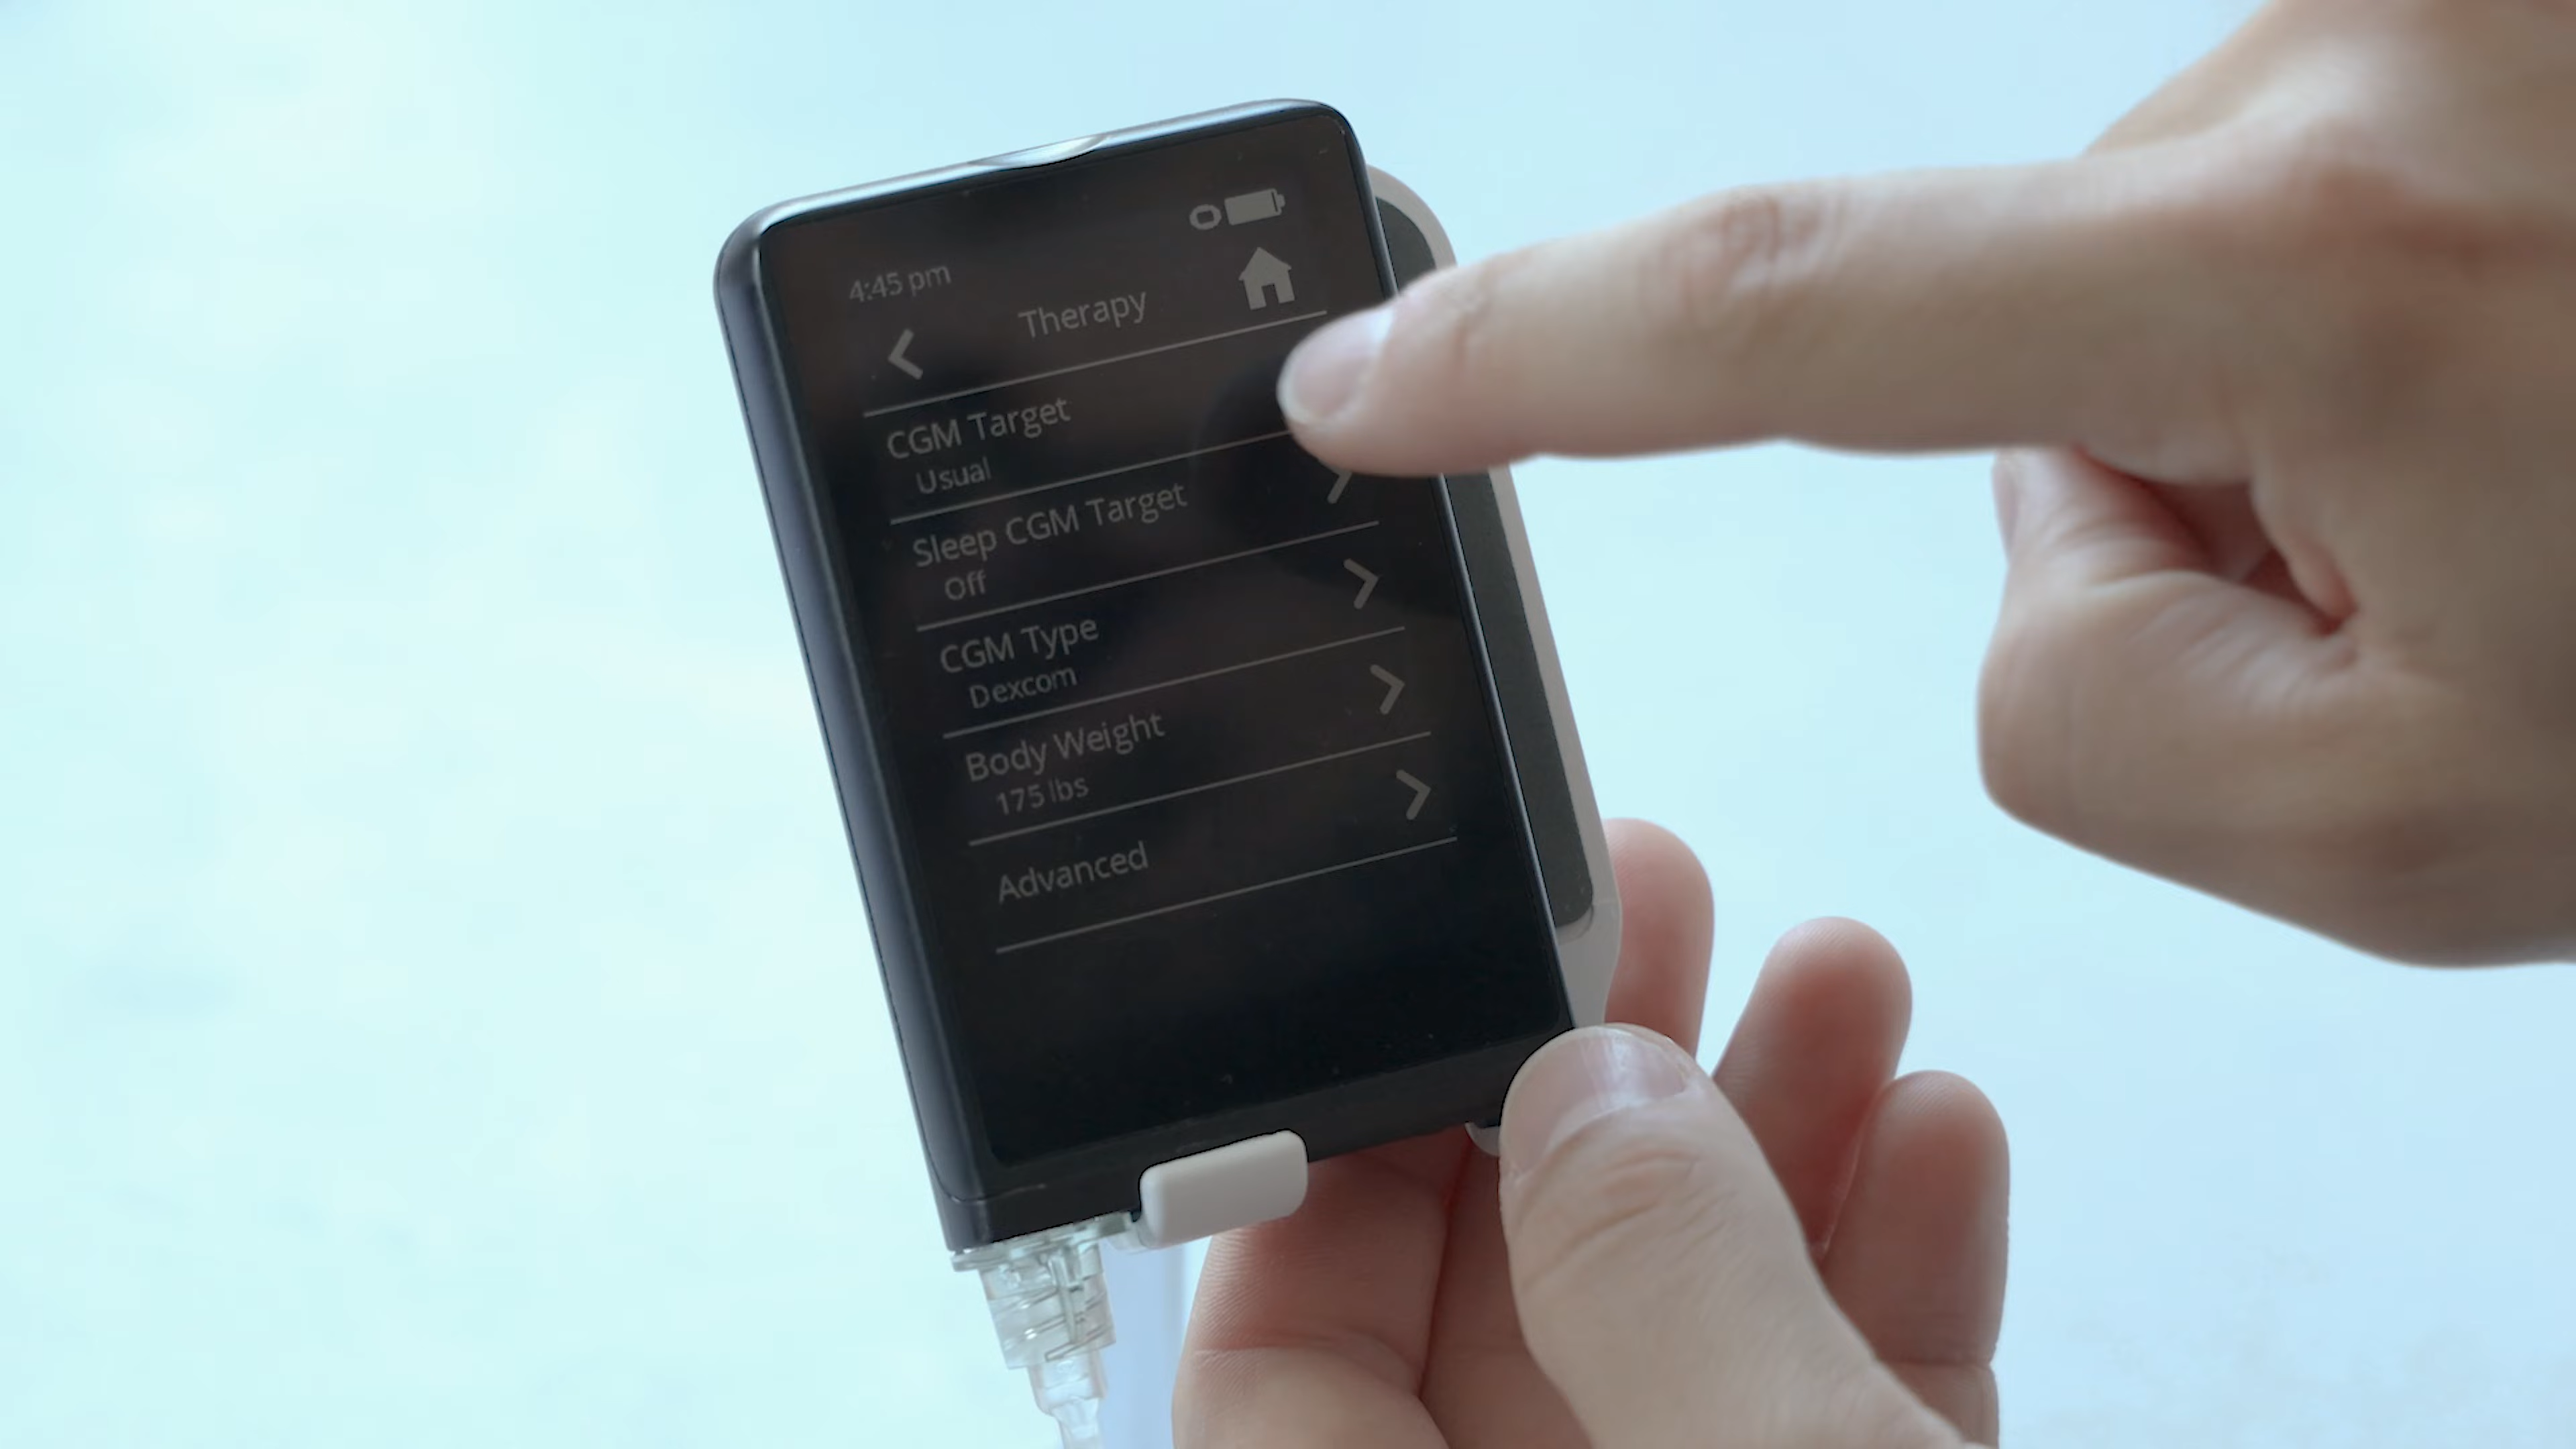 4:45 pm
Therapy
CGM Target
Usual
Sleep CGM Target
Off
CGM Type
Dexcom
Body Weight
175 lbs
Advanced